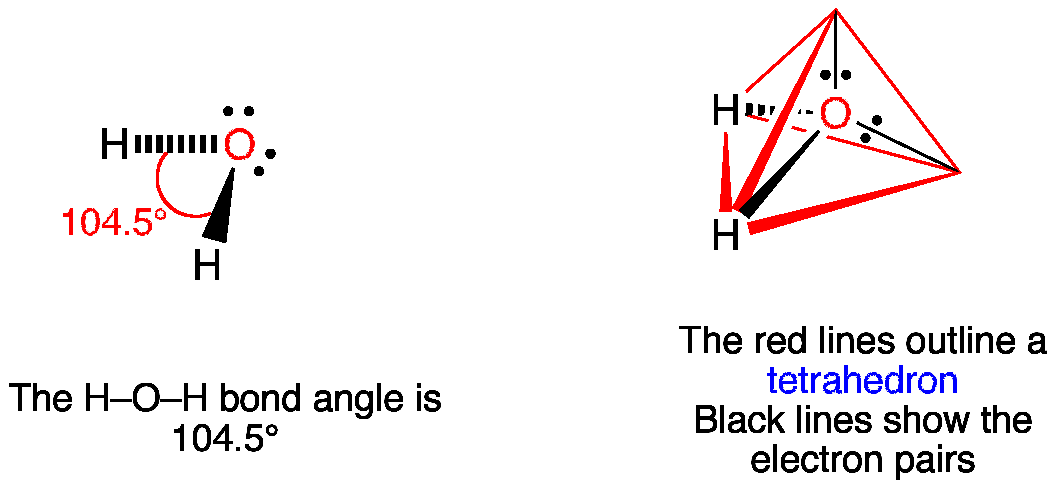 H
O
104.5°
H
The H–O–H bond angle is
104.5°
H
O
H
The red lines outline a
tetrahedron
Black lines show the
electron pairs